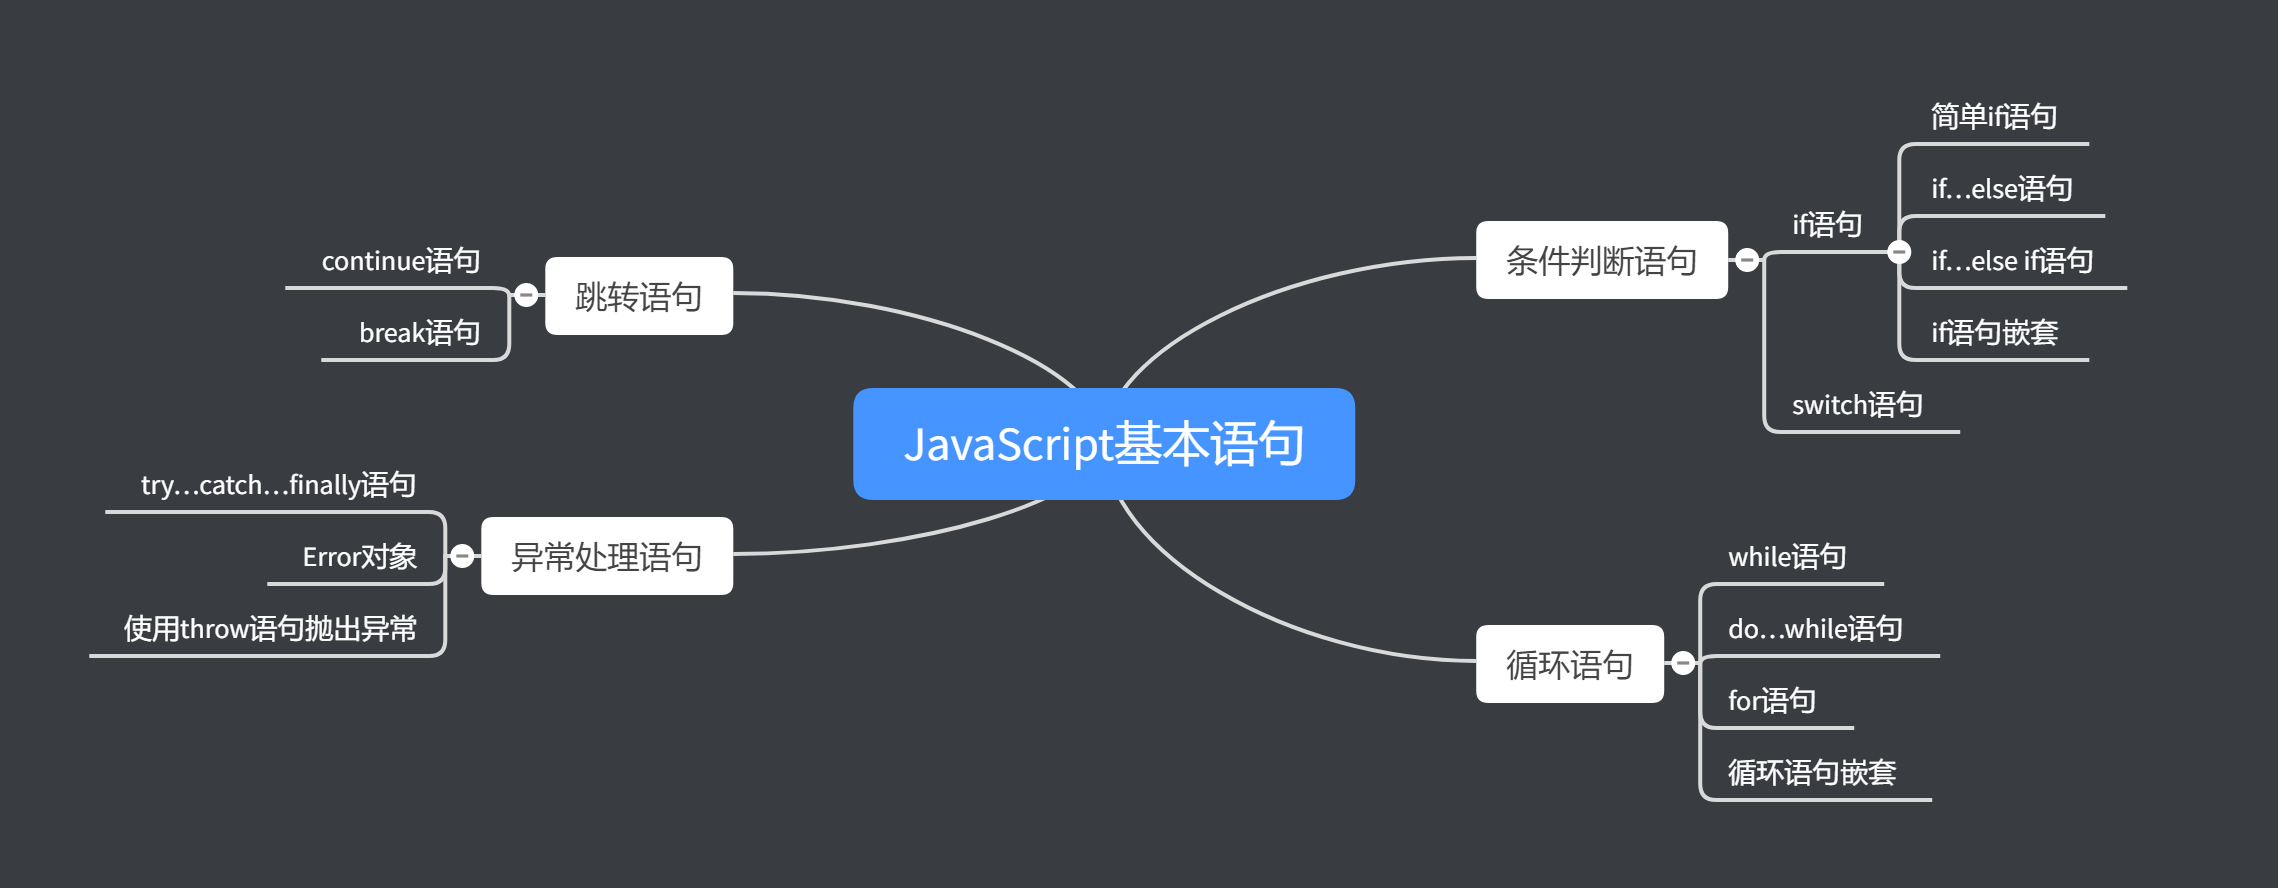 JavaScript基本语句
条件判断语句
if语句
简单if语句
if...else语句
if...else if语句
if语句嵌套
switch语句
循环语句
while语句
do...while语句
for语句
循环语句嵌套
跳转语句
continue语句
break语句
异常处理语句
try...catch...finally语句
Error对象
使用throw语句抛出异常